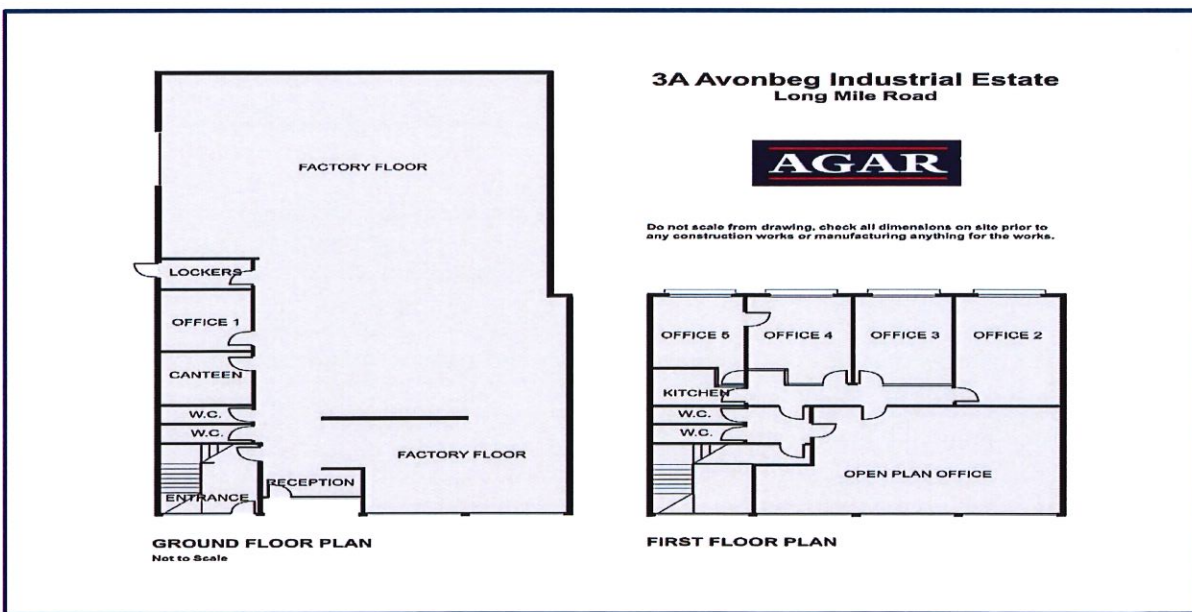 3A Avonbeg Industrial Estate
Long Mile Road
AGAR
Do not scale from drawing, check all dimensions on site prior to
any construction works or manufacturing anything for the works.
FACTORY FLOOR
LOCKERS
OFFICE 1
CANTEEN
W.C.
W.C.
FACTORY FLOOR
RECEPTION
ENTRANCE
GROUND FLOOR PLAN
Not to Scale
OFFICE 5
OFFICE 4
OFFICE 3
OFFICE 2
KITCHEN
W.C.
W.C.
OPEN PLAN OFFICE
FIRST FLOOR PLAN